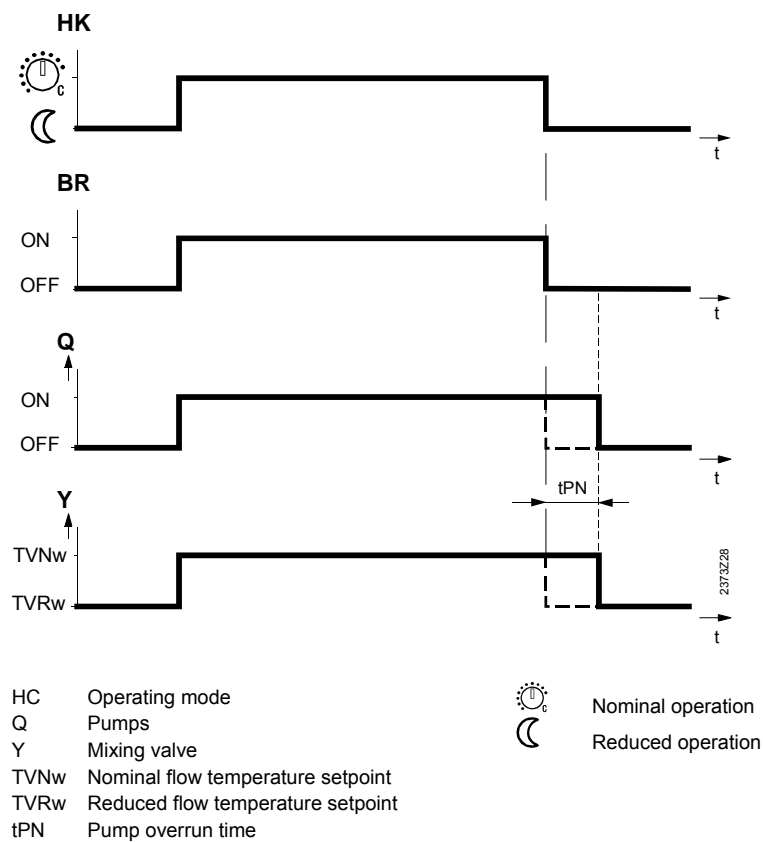 HK
C
t
BR
ON
OFF
t
Q
ON
OFF
t
tPN
Y
TVNw
TVRw
t
2373Z28
HC Operating mode
Q Pumps
Y Mixing valve
TVNw Nominal flow temperature setpoint
TVRw Reduced flow temperature setpoint
tPN Pump overrun time
C Nominal operation
Reduced operation